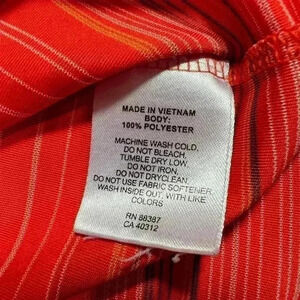 MADE IN VIETNAM
BODY:
100% POLYESTER
MACHINE WASH COLD,
DO NOT BLEACH,
TUMBLE DRY LOW,
DO NOT IRON,
DO NOT DRYCLEAN
DO NOT USE FABRIC SOFTENER,
WASH INSIDE OUT WITH LIKE
COLORS
RN 88387
CA 40312